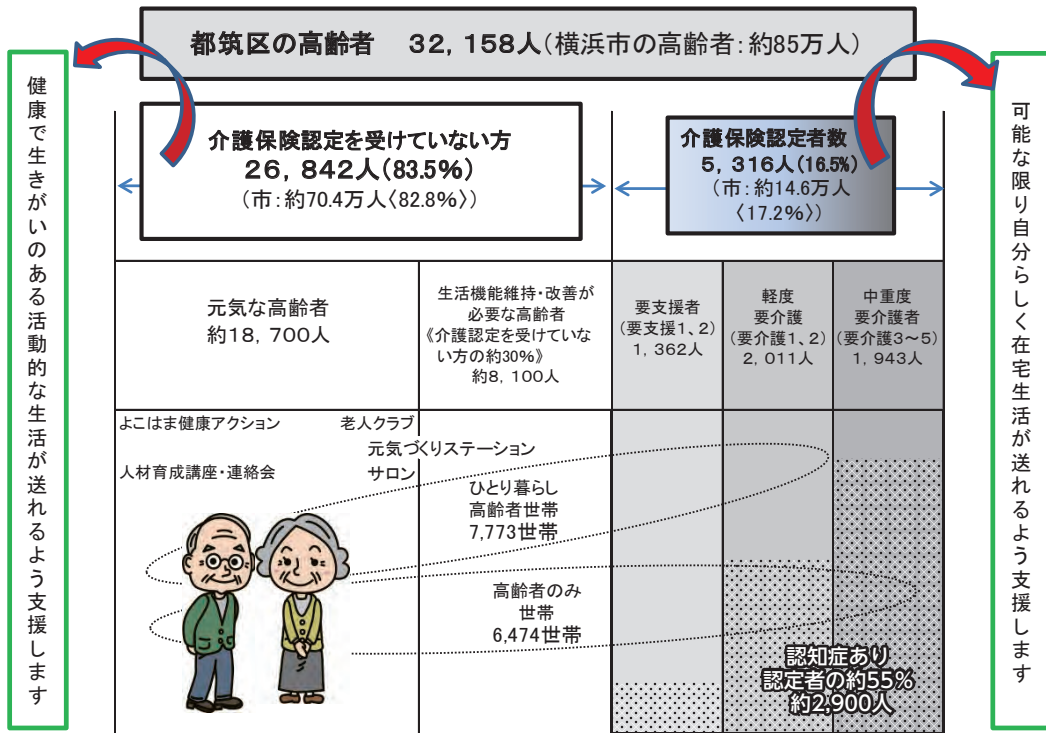 都筑区の高齢者　32，158人（横浜市の高齢者：約85万人）
健康で生きがいのある活動的な生活が送れるよう支援します
介護保険認定を受けていない方
26，842人（83.5%）
（市：約70.4万人〈82.8%〉）
介護保険認定者数
5，316人（16.5%）
（市：約14.6万人
〈17.2%〉）
可能な限り自分らしく在宅生活が送れるよう支援します
元気な高齢者
約18，700人
生活機能維持・改善が
必要な高齢者
《介護認定を受けていな
い方の約30%》
約8，100人
要支援者
（要支援1、2）
1，362人
軽度
要介護
（要介護1、2）
2，011人
中重度
要介護者
（要介護3～5）
1，943人
よこはま健康アクション
老人クラブ
元気づくりステーション
人材育成講座・連絡会
サロン
ひとり暮らし
高齢者世帯
7,773世帯
高齢者のみ
世帯
6,474世帯
認知症あり
認定者の約55%
約2,900人